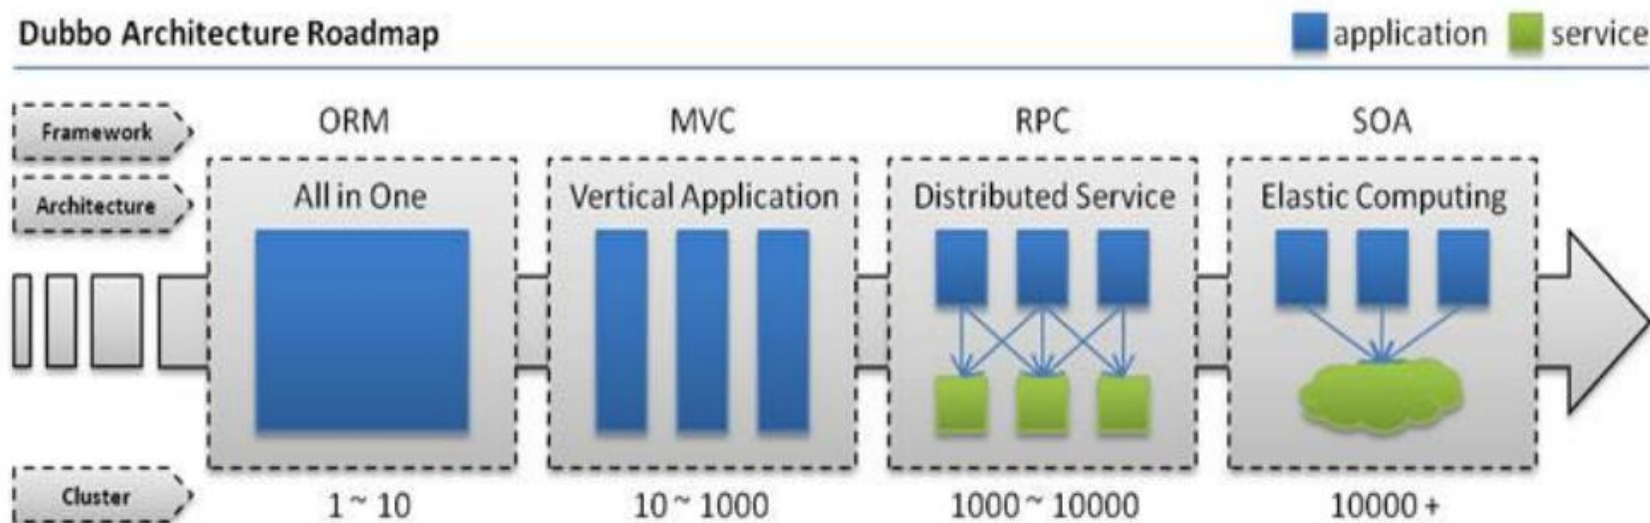 Dubbo Architecture Roadmap
application service
Framework ORM MVC RPC SOA
Architecture All in One Vertical Application Distributed Service Elastic Computing
Cluster 1 ~ 10 10 ~ 1000 1000 ~ 10000 10000 +